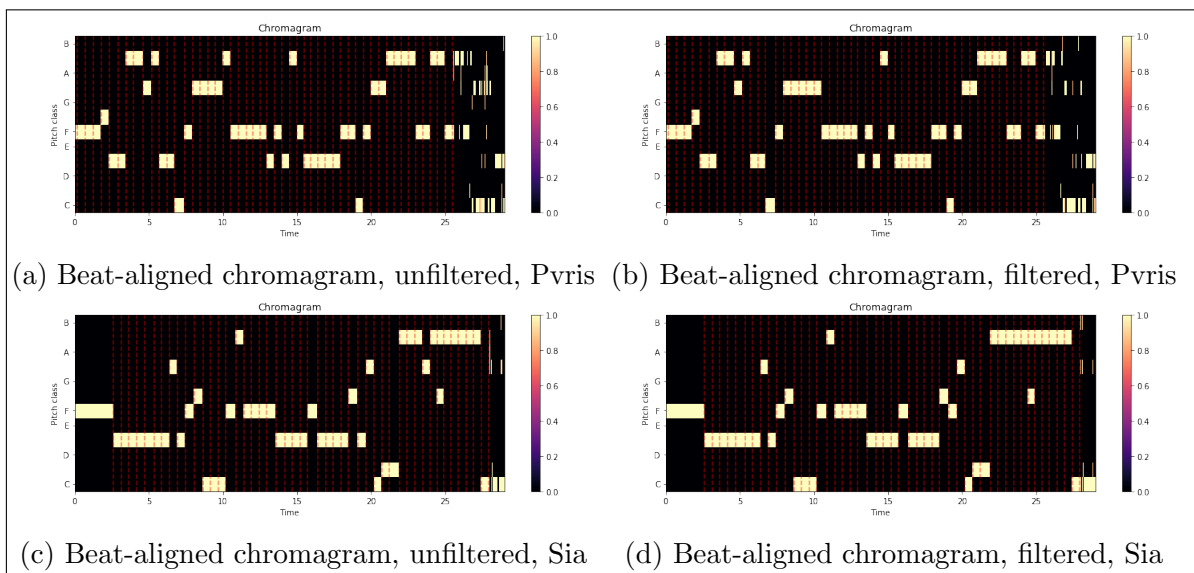 Chromagram
B
A
G
F
E
D
C
Pitch class
0 5 10 15 20 25
Time
1.0
0.8
0.6
0.4
0.2
0.0
Chromagram
B
A
G
F
E
D
C
Pitch class
0 5 10 15 20 25
Time
1.0
0.8
0.6
0.4
0.2
0.0
(a) Beat-aligned chromagram, unfiltered, Pvris
(b) Beat-aligned chromagram, filtered, Pvris
Chromagram
B
A
G
F
E
D
C
Pitch class
0 5 10 15 20 25
Time
1.0
0.8
0.6
0.4
0.2
0.0
Chromagram
B
A
G
F
E
D
C
Pitch class
0 5 10 15 20 25
Time
1.0
0.8
0.6
0.4
0.2
0.0
(c) Beat-aligned chromagram, unfiltered, Sia
(d) Beat-aligned chromagram, filtered, Sia